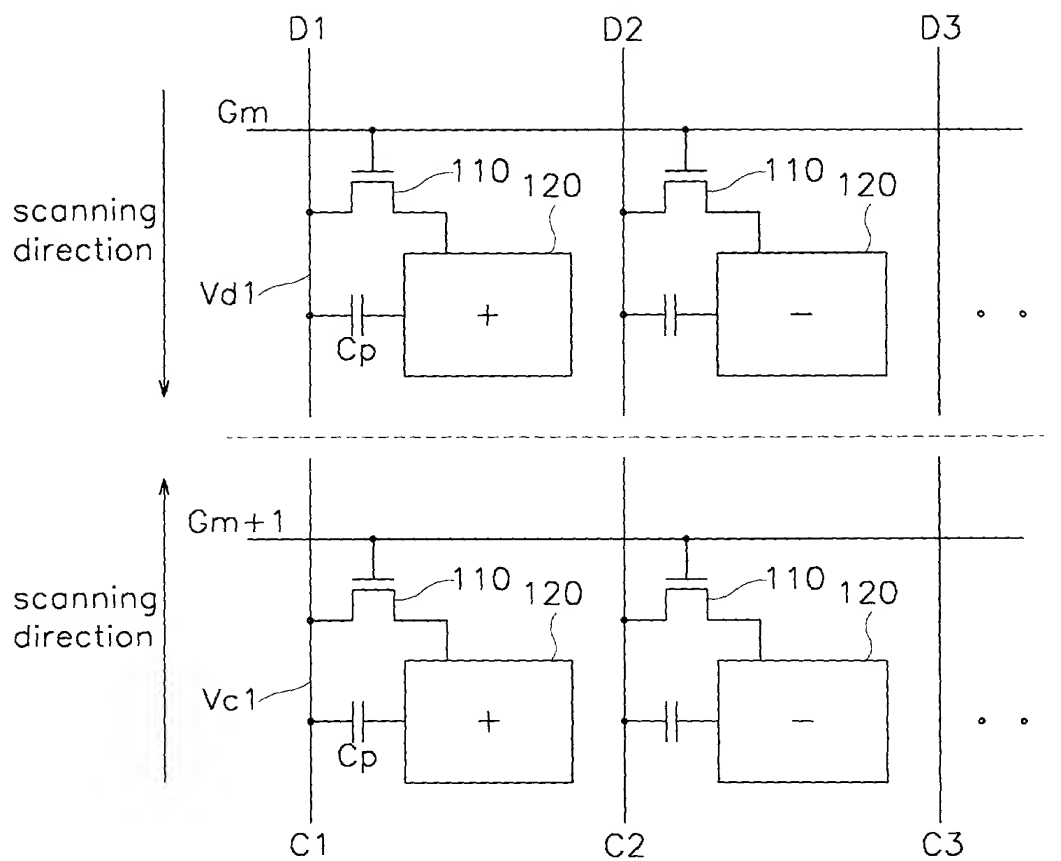 D1 D2 D3
Gm
110 120 110 120
scanning
direction
Vd1
+ −
Cp
Gm+1
110 120 110 120
scanning
direction
Vc1
+ −
Cp
C1 C2 C3